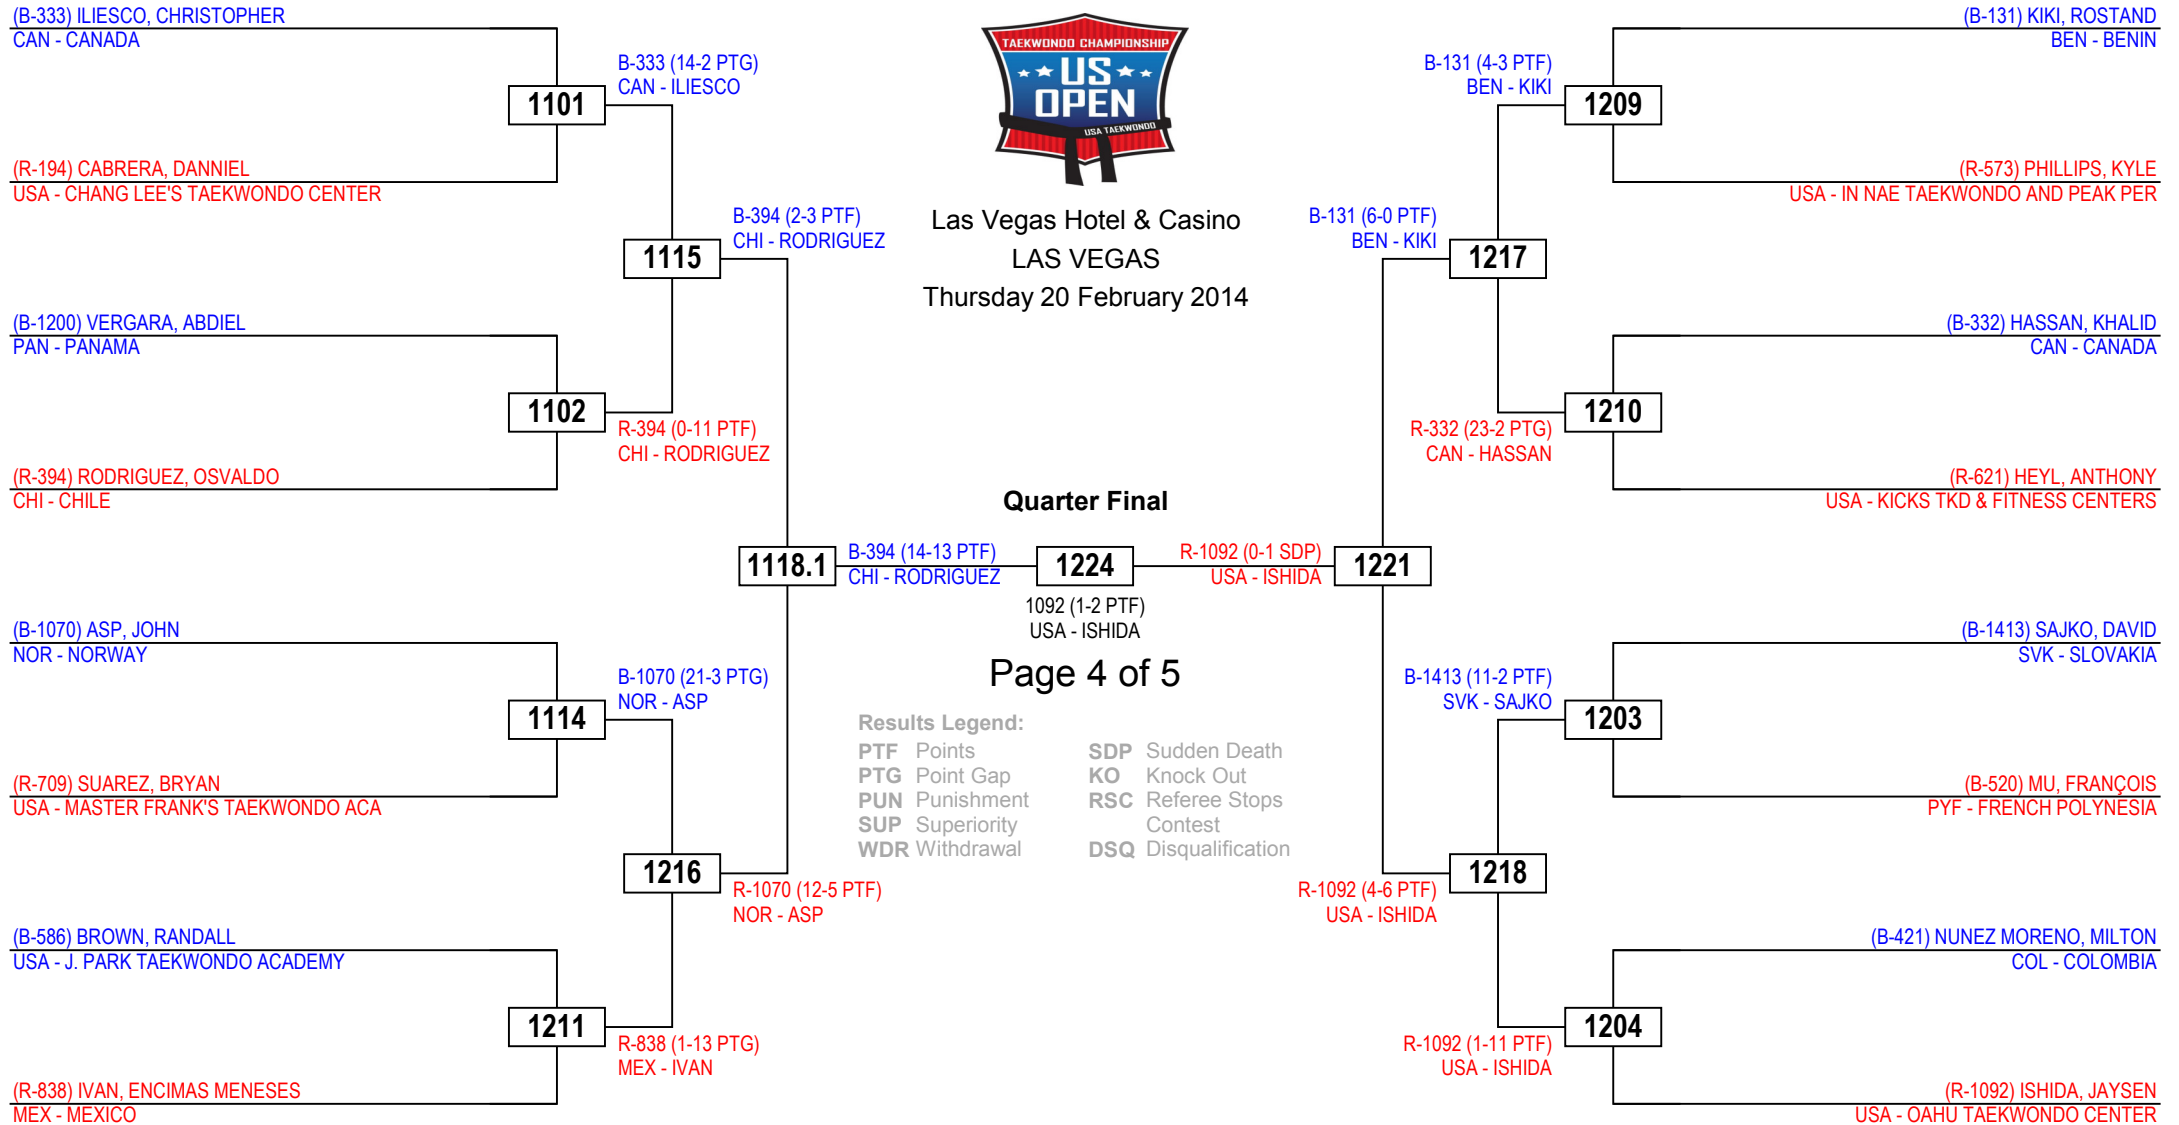 (B-333) ILIESCO, CHRISTOPHER
CAN - CANADA
B-333 (14-2 PTG)
CAN - ILIESCO
1101
(R-194) CABRERA, DANNIEL
USA - CHANG LEE'S TAEKWONDO CENTER
B-394 (2-3 PTF)
CHI - RODRIGUEZ
1115
(B-1200) VERGARA, ABDIEL
PAN - PANAMA
1102
R-394 (0-11 PTF)
CHI - RODRIGUEZ
(R-394) RODRIGUEZ, OSVALDO
CHI - CHILE
1118.1
B-394 (14-13 PTF)
CHI - RODRIGUEZ
(B-1070) ASP, JOHN
NOR - NORWAY
B-1070 (21-3 PTG)
NOR - ASP
1114
(R-709) SUAREZ, BRYAN
USA - MASTER FRANK'S TAEKWONDO ACA
1216
R-1070 (12-5 PTF)
NOR - ASP
(B-586) BROWN, RANDALL
USA - J. PARK TAEKWONDO ACADEMY
1211
R-838 (1-13 PTG)
MEX - IVAN
(R-838) IVAN, ENCIMAS MENESES
MEX - MEXICO
TAEKWONDO CHAMPIONSHIP
US
OPEN
USA TAEKWONDO
Las Vegas Hotel & Casino
LAS VEGAS
Thursday 20 February 2014
Quarter Final
1224
1092 (1-2 PTF)
USA - ISHIDA
Page 4 of 5
Results Legend:
PTF Points
PTG Point Gap
PUN Punishment
SUP Superiority
WDR Withdrawal
SDP Sudden Death
KO Knock Out
RSC Referee Stops
Contest
DSQ Disqualification
(B-131) KIKI, ROSTAND
BEN - BENIN
B-131 (4-3 PTF)
BEN - KIKI
1209
(R-573) PHILLIPS, KYLE
USA - IN NAE TAEKWONDO AND PEAK PER
B-131 (6-0 PTF)
BEN - KIKI
1217
(B-332) HASSAN, KHALID
CAN - CANADA
1210
R-332 (23-2 PTG)
CAN - HASSAN
(R-621) HEYL, ANTHONY
USA - KICKS TKD & FITNESS CENTERS
R-1092 (0-1 SDP)
USA - ISHIDA
1221
(B-1413) SAJKO, DAVID
SVK - SLOVAKIA
B-1413 (11-2 PTF)
SVK - SAJKO
1203
(B-520) MU, FRANÇOIS
PYF - FRENCH POLYNESIA
1218
R-1092 (4-6 PTF)
USA - ISHIDA
(B-421) NUNEZ MORENO, MILTON
COL - COLOMBIA
1204
R-1092 (1-11 PTF)
USA - ISHIDA
(R-1092) ISHIDA, JAYSEN
USA - OAHU TAEKWONDO CENTER